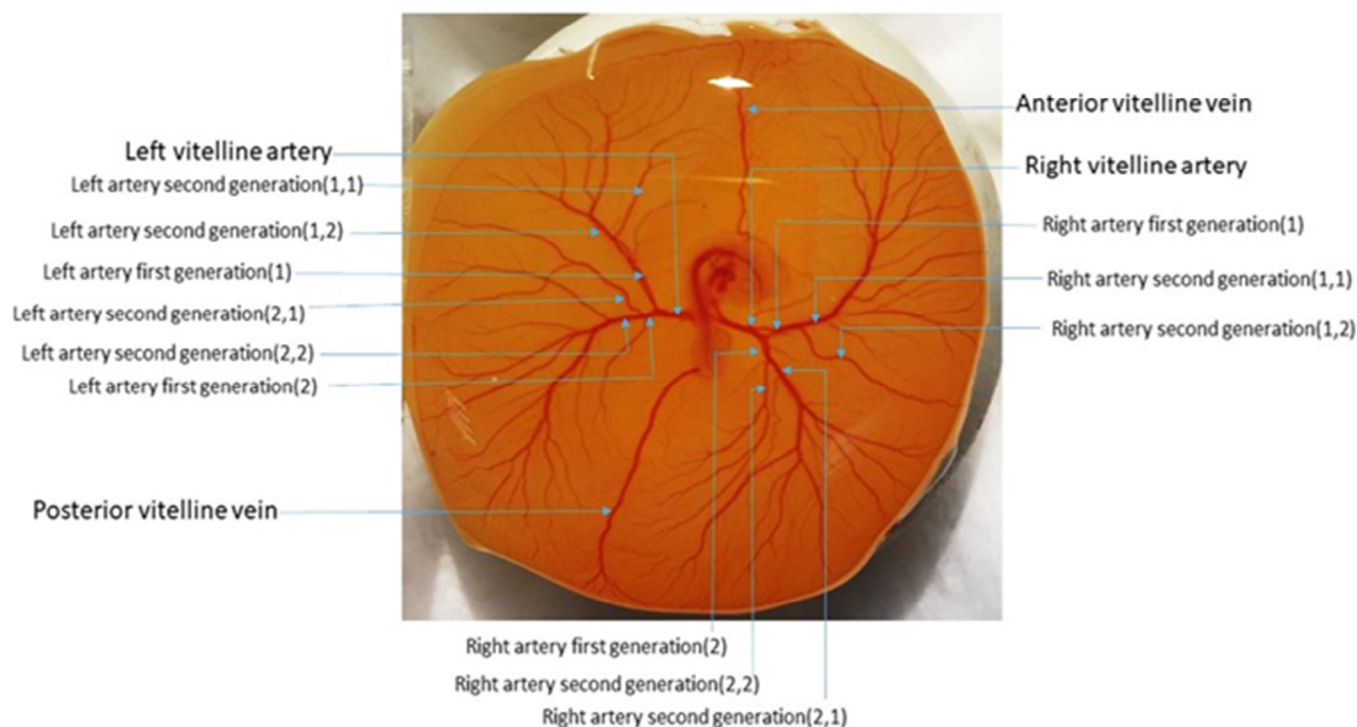 Anterior vitelline vein
Left vitelline artery
Right vitelline artery
Left artery second generation(1,1)
Right artery first generation(1)
Left artery second generation(1,2)
Left artery first generation(1)
Right artery second generation(1,1)
Left artery second generation(2,1)
Right artery second generation(1,2)
Left artery second generation(2,2)
Left artery first generation(2)
Posterior vitelline vein
Right artery first generation(2)
Right artery second generation(2,2)
Right artery second generation(2,1)